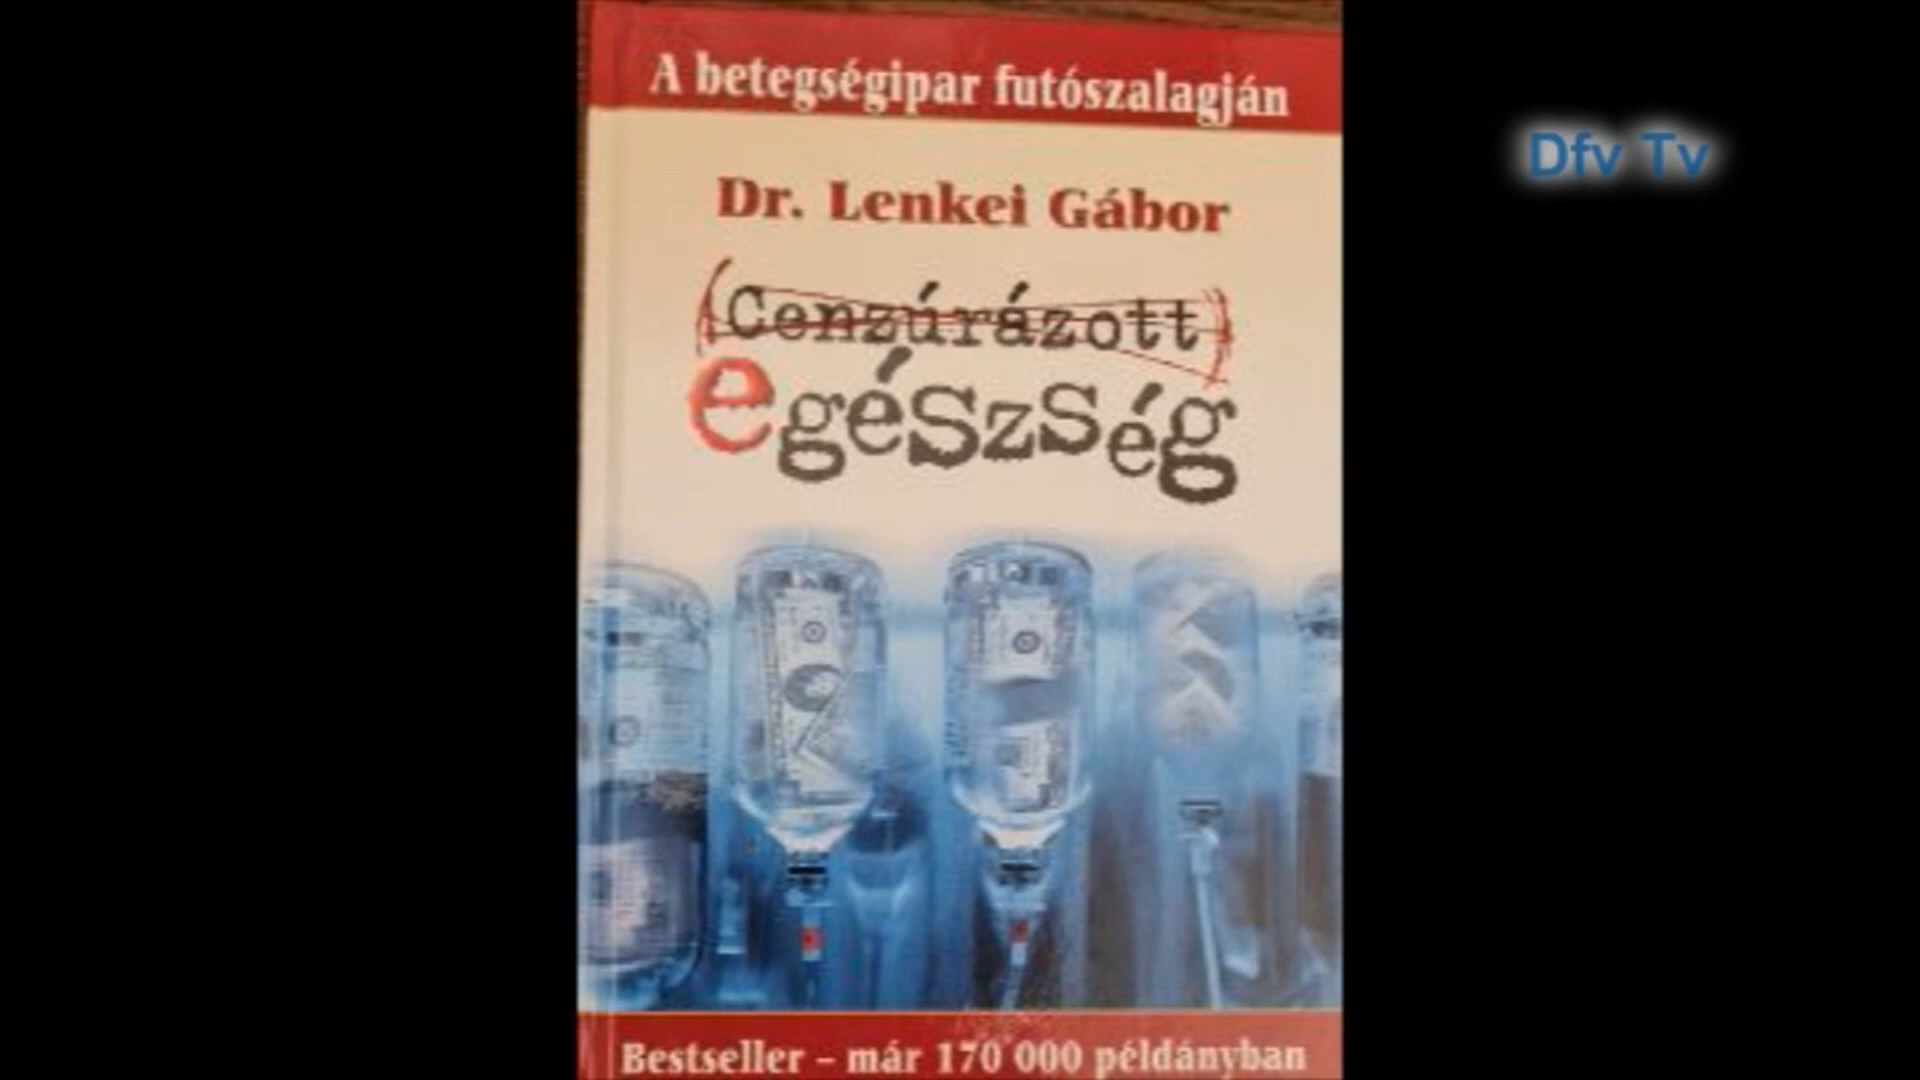 A betegségipar futószalagján
Dfv Tv
Dr. Lenkei Gábor
(Cenzúrázott)
egészség
Bestseller - már 170 000 példányban